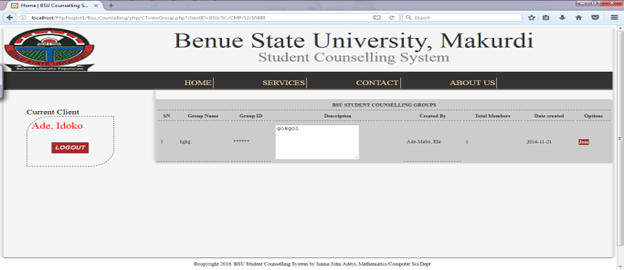 Home | BSU Counselling S...
localhost/PhpProject1/Bsu_Counselling/php/CTviewGroup.php?clientID=BSU/SC/CMP/12/16889
Search
Benue State University, Makurdi
Student Counselling System
HOME SERVICES CONTACT ABOUT US
Current Client
Ade, Idoko
LOGOUT
BSU STUDENT COUNSELLING GROUPS
SN Group Name Group ID Description Created By Total Members Date created Options
1 hghg ****** gokgol Ade-Mabo, Ela 1 2016-11-21 Join
©copyright 2016. BSU Student Counselling System by Isama John Adeyi, Mathematics/Computer Sci Dept